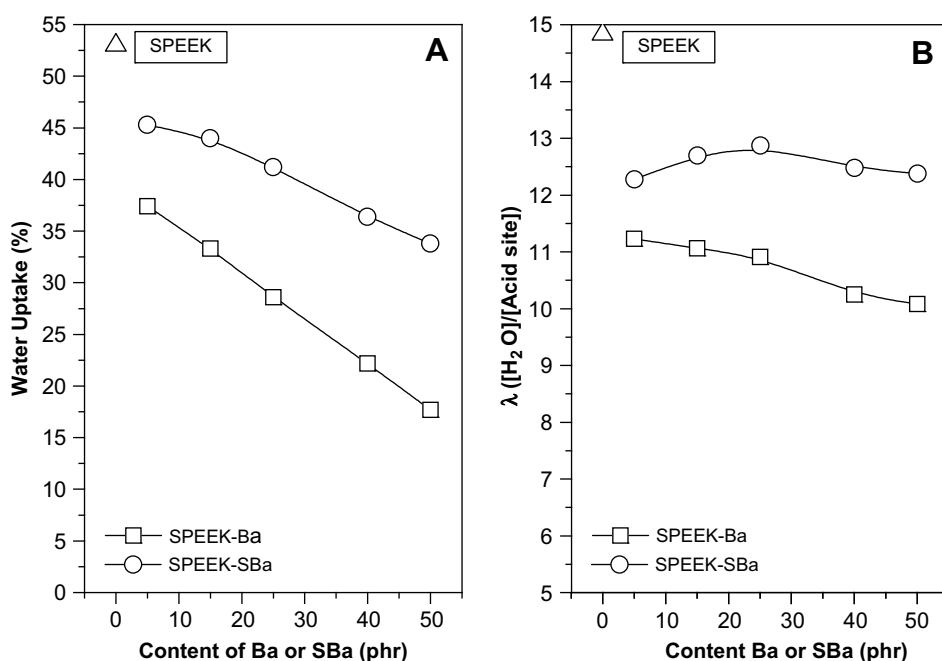 55
50
45
40
35
30
25
20
15
10
5
0
Water Uptake (%)
SPEEK
A
SPEEK-Ba
SPEEK-SBa
0 10 20 30 40 50
Content of Ba or SBa (phr)
15
14
13
12
11
10
9
8
7
6
5
λ ([H₂O]/[Acid site])
SPEEK
B
SPEEK-Ba
SPEEK-SBa
0 10 20 30 40 50
Content Ba or SBa (phr)